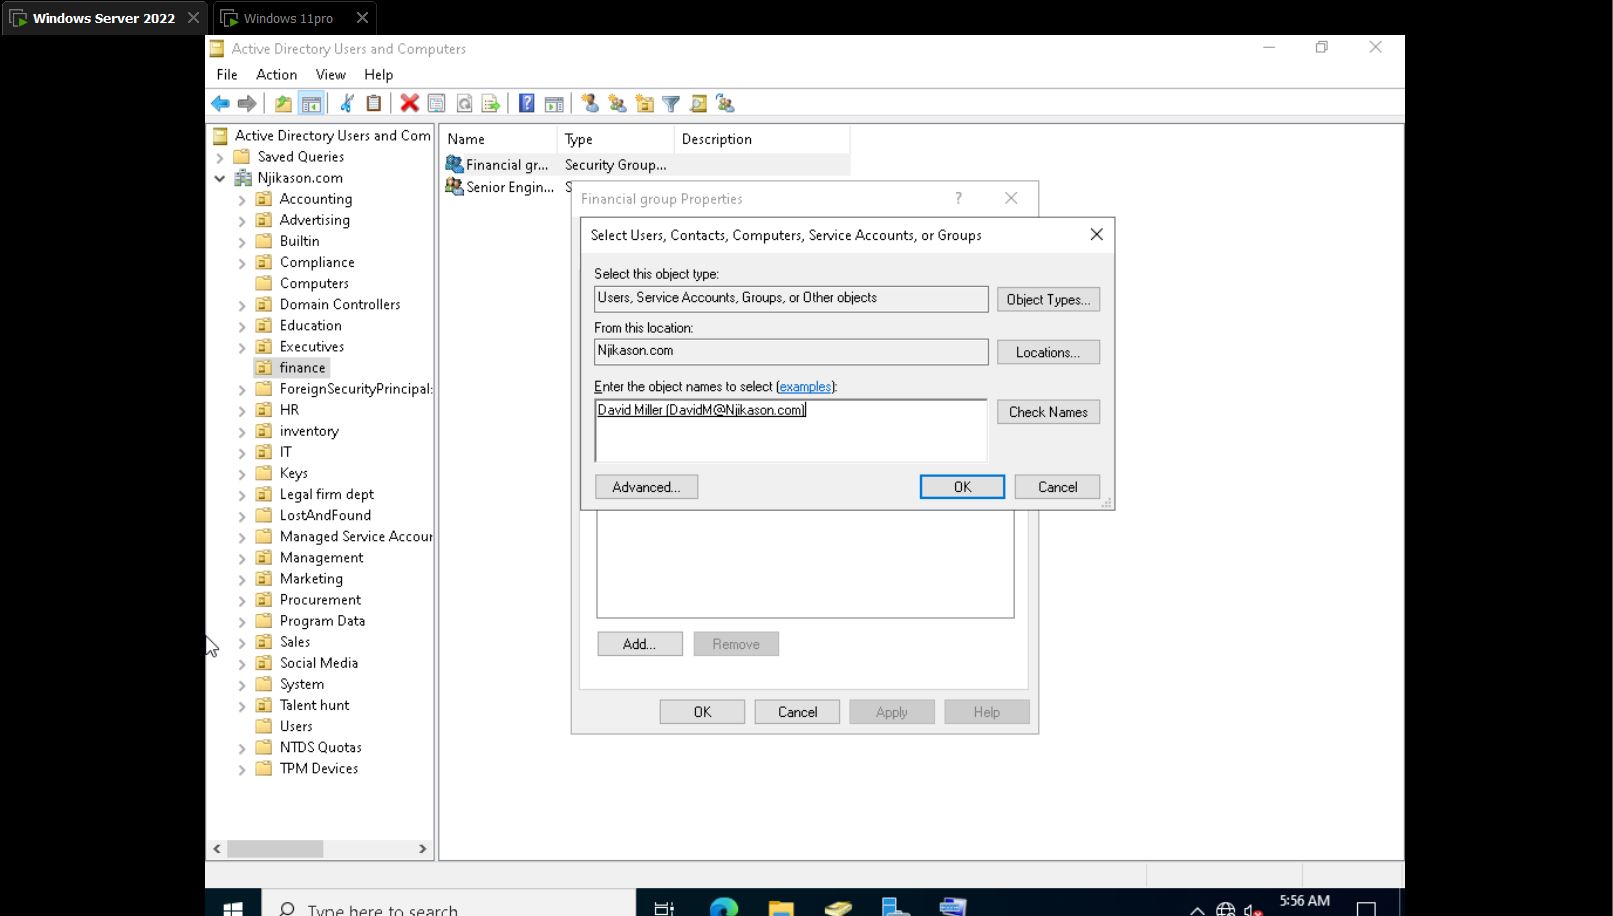 Windows Server 2022
Windows 11pro
Active Directory Users and Computers
File Action View Help
Active Directory Users and Com
Saved Queries
Njikason.com
Accounting
Advertising
Builtin
Compliance
Computers
Domain Controllers
Education
Executives
finance
ForeignSecurityPrincipal:
HR
inventory
IT
Keys
Legal firm dept
LostAndFound
Managed Service Accour
Management
Marketing
Procurement
Program Data
Sales
Social Media
System
Talent hunt
Users
NTDS Quotas
TPM Devices
Name Type Description
Financial gr... Security Group...
Senior Engin... S
Financial group Properties
Select Users, Contacts, Computers, Service Accounts, or Groups
Select this object type:
Users, Service Accounts, Groups, or Other objects
Object Types...
From this location:
Njikason.com
Locations...
Enter the object names to select (examples):
David Miller (DavidM@Njikason.com)
Check Names
Advanced...
OK
Cancel
Add...
Remove
OK
Cancel
Apply
Help
Type here to search
5:56 AM